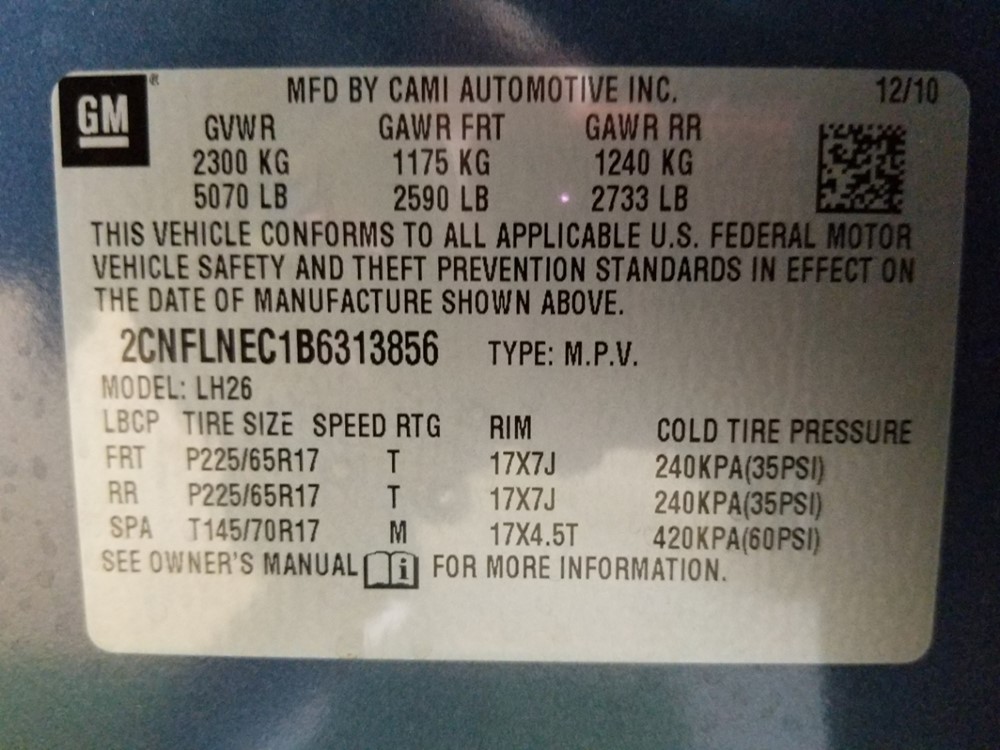 GM® MFD BY CAMI AUTOMOTIVE INC. 12/10
GVWR GAWR FRT GAWR RR
2300 KG 1175 KG 1240 KG
5070 LB 2590 LB 2733 LB
THIS VEHICLE CONFORMS TO ALL APPLICABLE U.S. FEDERAL MOTOR
VEHICLE SAFETY AND THEFT PREVENTION STANDARDS IN EFFECT ON
THE DATE OF MANUFACTURE SHOWN ABOVE.
2CNFLNEC1B6313856 TYPE: M.P.V.
MODEL: LH26
LBCP TIRE SIZE SPEED RTG RIM COLD TIRE PRESSURE
FRT P225/65R17 T 17X7J 240KPA(35PSI)
RR P225/65R17 T 17X7J 240KPA(35PSI)
SPA T145/70R17 M 17X4.5T 420KPA(60PSI)
SEE OWNER'S MANUAL i FOR MORE INFORMATION.